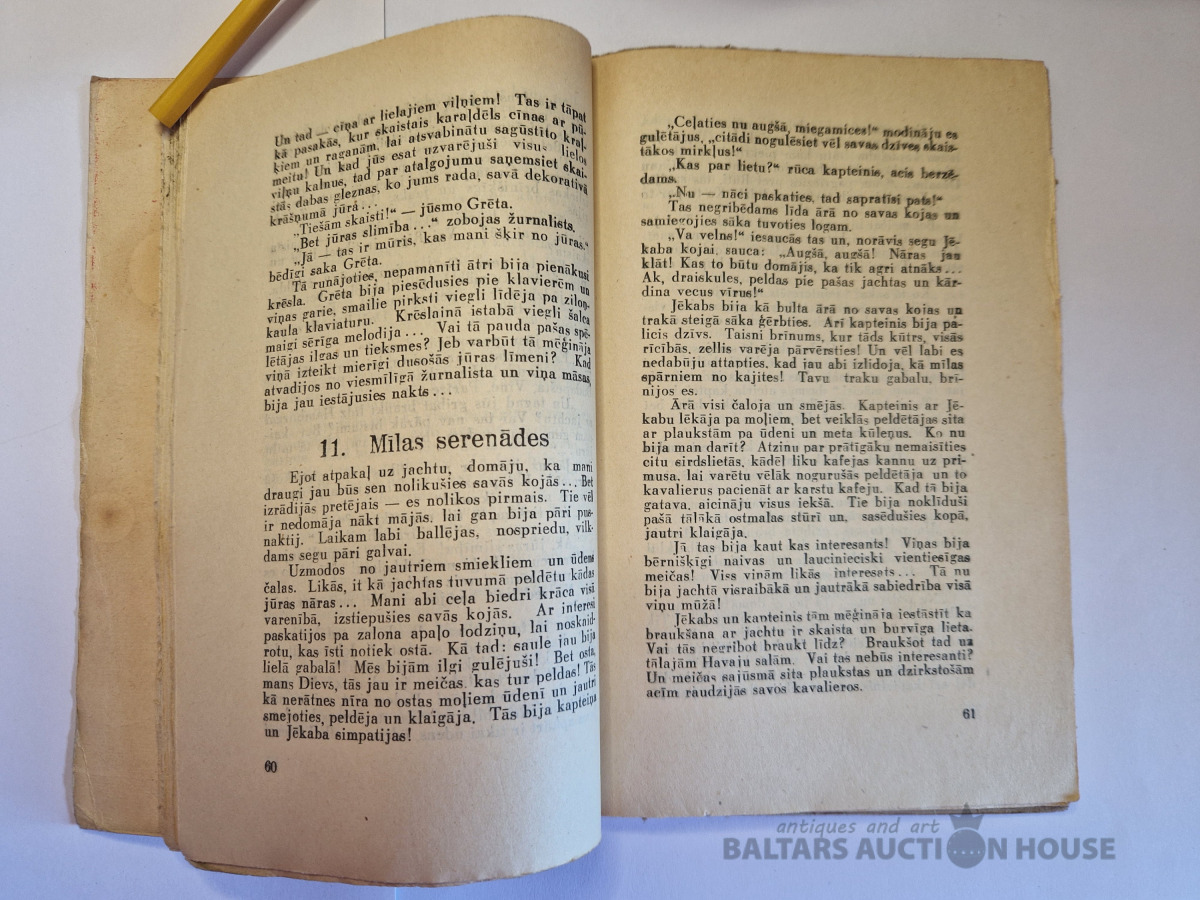 Un tad — cīņa ar lielajiem viļņiem! Tas ir tāpat
kā pasakās, kur skaistais karaļdēls cīnas ar pū-
ķiem un raganām, lai atsvabinātu sagūstīto kraļ-
meitu! Un kad jūs esat uzvarējuši visus lielos
viļņu kalnus, tad par atalgojumu saņemsiet skai-
stās dabas gleznas, ko jums rada, savā dekoratīvā
krāšņumā jūra...
„Tiešām skaisti!“ — jūsmo Grēta.
„Bet jūras slimība...“ zobojas žurnalists.
„Jā — tas ir mūris, kas mani šķir no jūras.“
bēdīgi saka Grēta.
Tā runājoties, nepamanīti ātri bija pienākusi
krēsla. Grēta bija piesēdusies pie klavierēm un
viņas garie, smailie pirksti viegli līdēja pa ziloņ-
kaula klaviaturu. Krēslainā istabā viegli šalca
maigi sērīga melodija... Vai tā pauda pašas spē-
lētājas ilgas un tieksmes? Jeb varbūt tā mēģināja
viņā izteikt mierīgi dusošās jūras līmeni? Kad
atvadijos no viesmīlīgā žurnalista un viņa māsas,
bija jau iestājusies nakts...
11. Mīlas serenādes
Ejot atpakaļ uz jachtu, domāju, ka mani
draugi jau būs sen nolikušies savās kojās... Bet
izrādijās pretējais — es nolikos pirmais. Tie vēl
ir nedomāja nākt mājās, lai gan bija pāri pus-
naktij. Laikam labi ballējas, nospriedu, vilk-
dams segu pāri galvai.
Uzmodos no jautriem smiekliem un ūdens
čalas. Likās, it kā jachtas tuvumā peldētu kādas
jūras nāras... Mani abi ceļa biedri krāca visā
varenībā, izstiepušies savās kojās. Ar interesi
paskatijos pa zalona apaļo lodziņu, lai noskaid-
rotu, kas īsti notiek ostā. Kā tad: saule jau bija
lielā gabalā! Mēs bijām ilgi gulējuši! Bet osta,
mans Dievs, tās jau ir meičas, kas tur peldas! Tās
kā nerātnes nīra no ostas moļiem ūdenī un jautri
smejoties, peldēja un klaigāja. Tās bija kapteiņa
un Jēkaba simpatijas!
60
„Ceļaties nu augšā, miegamices!“ modināju es
gulētājus, „citādi nogulēsiet vēl savas dzīves skais-
tākos mirkļus!“
„Kas par lietu?“ rūca kapteinis, acis berzē-
dams.
„Nu — nāci paskaties, tad sapratīsi pats!“
Tas negribēdams līda ārā no savas kojas un
samiegojies sāka tuvoties logam.
„Va velns!“ iesaucās tas un, norāvis segu Jē-
kaba kojai, sauca: „Augšā, augšā! Nāras jau
klāt! Kas to būtu domājis, ka tik agri atnāks...
Ak, draiskules, peldas pie pašas jachtas un kār-
dina vecus vīrus!“
Jēkabs bija kā bulta ārā no savas kojas un
trakā steigā sāka ģērbties. Arī kapteinis bija pa-
licis dzīvs. Taisni brīnums, kur tāds kūtrs, visās
rīcībās, zellis varēja pārvērsties! Un vēl labi es
nedabūju attapties, kad jau abi izlidoja, kā mīlas
spārniem no kajites! Tavu traku gabalu, brī-
nijos es.
Ārā visi čaloja un smējās. Kapteinis ar Jē-
kabu lēkāja pa moļiem, bet veiklās peldētājas sita
ar plaukstām pa ūdeni un meta kūleņus. Ko nu
bija man darīt? Atzinu par prātīgāku nemaisīties
citu sirdslietās, kādēļ liku kafejas kannu uz pri-
musa, lai varētu vēlāk nogurušās peldētāja un to
kavalierus pacienāt ar karstu kafeju. Kad tā bija
gatava, aicināju visus iekšā. Tie bija noklīduši
pašā tālākā ostmalas stūrī un, sasēdušies kopā,
jautri klaigāja.
Jā tas bija kaut kas interesants! Viņas bija
bērnišķīgi naivas un laucinieciski vientiesīgas
meičas! Viss viņām likās interesets... Tā nu
bija jachtā visraibākā un jautrākā sabiedrība visā
viņu mūžā!
Jēkabs un kapteinis tām mēģināja iestāstīt ka
braukšana ar jachtu ir skaista un burvīga lieta.
Vai tās negribot braukt līdz? Braukšot tad uz
tālajām Havaju salām. Vai tas nebūs interesanti?
Un meičas sajūsmā sita plaukstas un dzirkstošām
acīm raudzijās savos kavalieros.
61
antiques and art
BALTARS AUCTION HOUSE